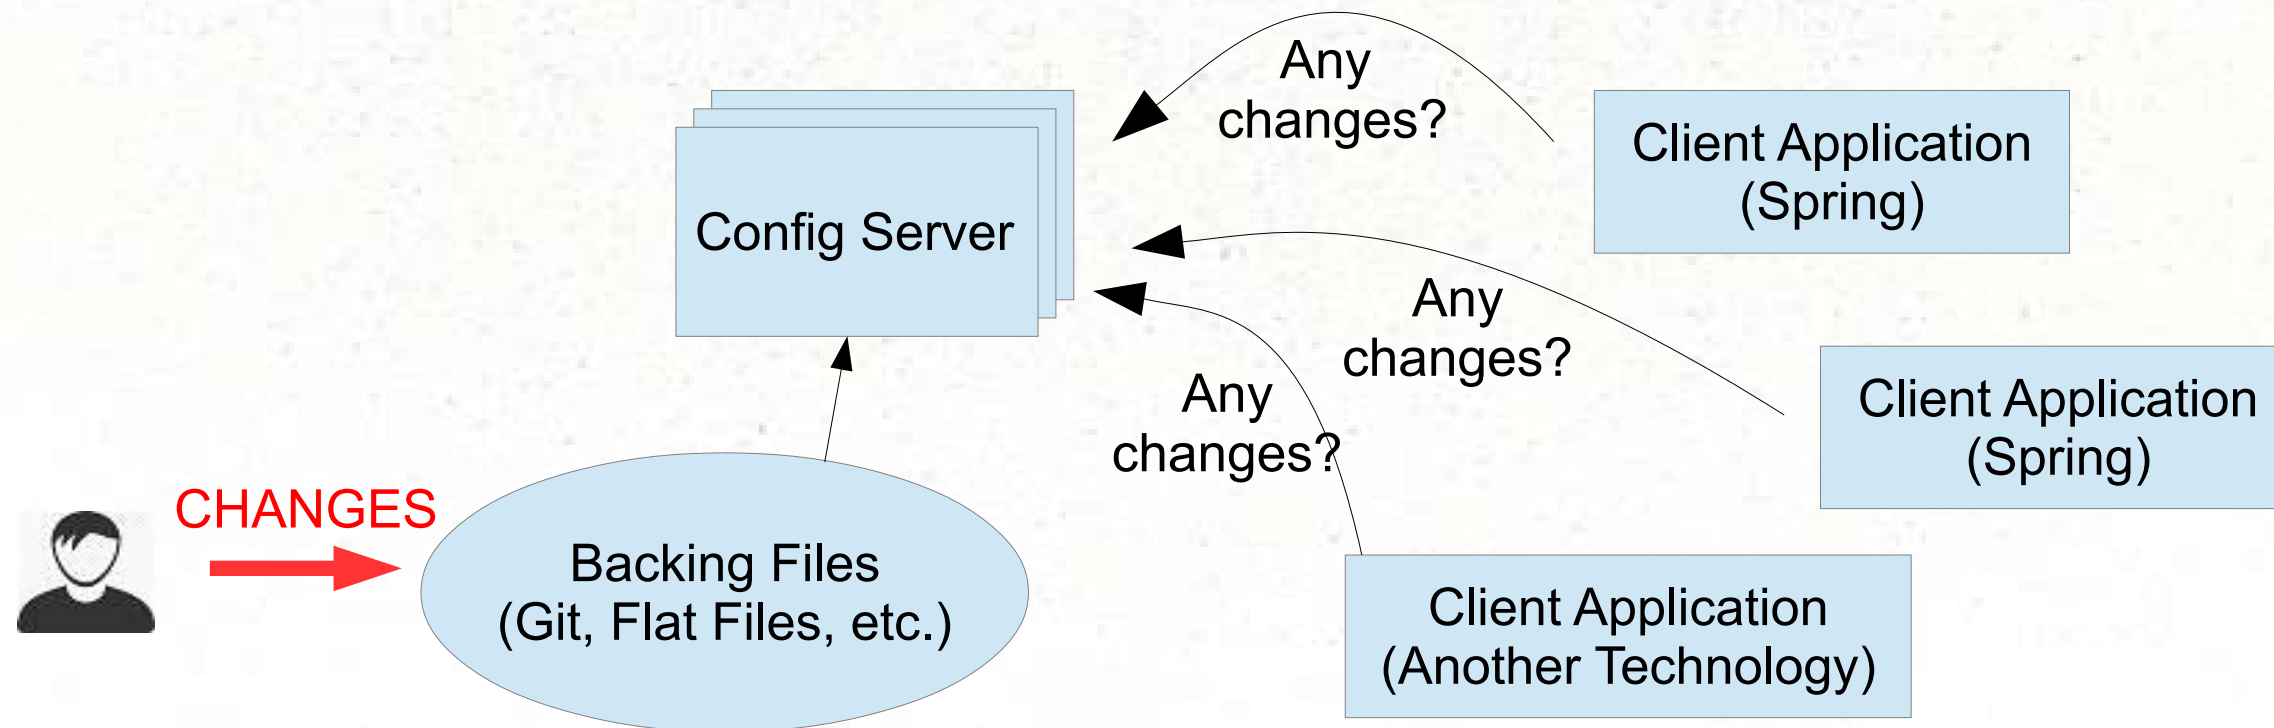 Any
changes?
Client Application
(Spring)
Config Server
Any
changes?
Client Application
(Spring)
Any
changes?
CHANGES
Backing Files
(Git, Flat Files, etc.)
Client Application
(Another Technology)